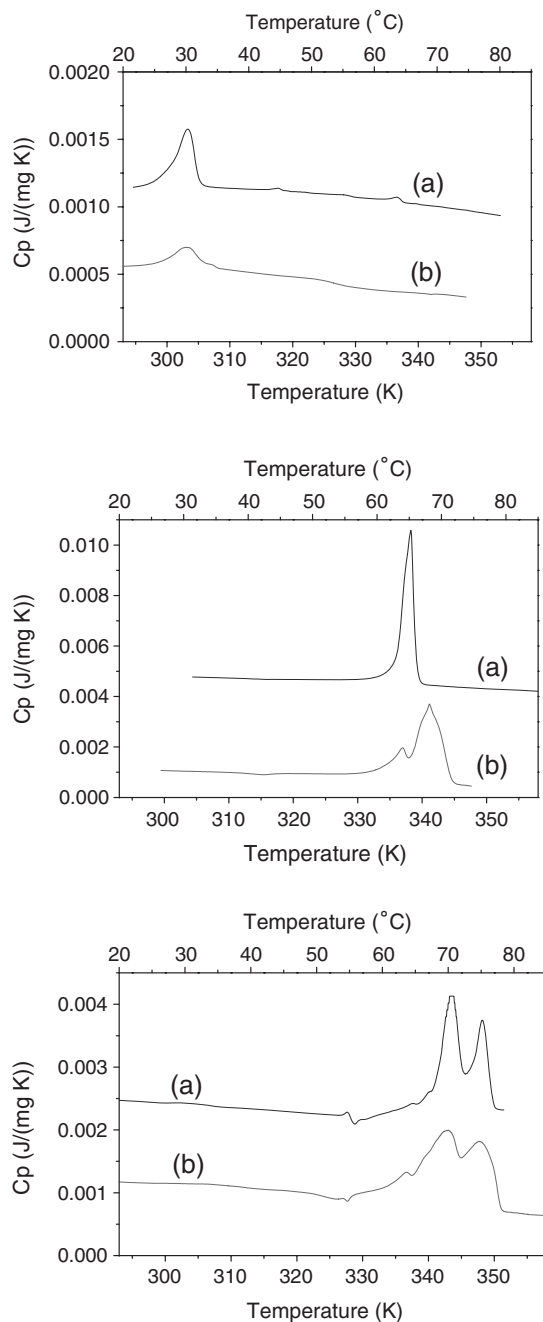 Temperature (˚C)
20 30 40 50 60 70 80
0.0020
0.0015
0.0010
0.0005
0.0000
Cp (J/(mg K))
(a)
(b)
300 310 320 330 340 350
Temperature (K)
Temperature (˚C)
20 30 40 50 60 70 80
0.010
0.008
0.006
0.004
0.002
0.000
Cp (J/(mg K))
(a)
(b)
300 310 320 330 340 350
Temperature (K)
Temperature (˚C)
20 30 40 50 60 70 80
0.004
0.003
0.002
0.001
0.000
Cp (J/(mg K))
(a)
(b)
300 310 320 330 340 350
Temperature (K)